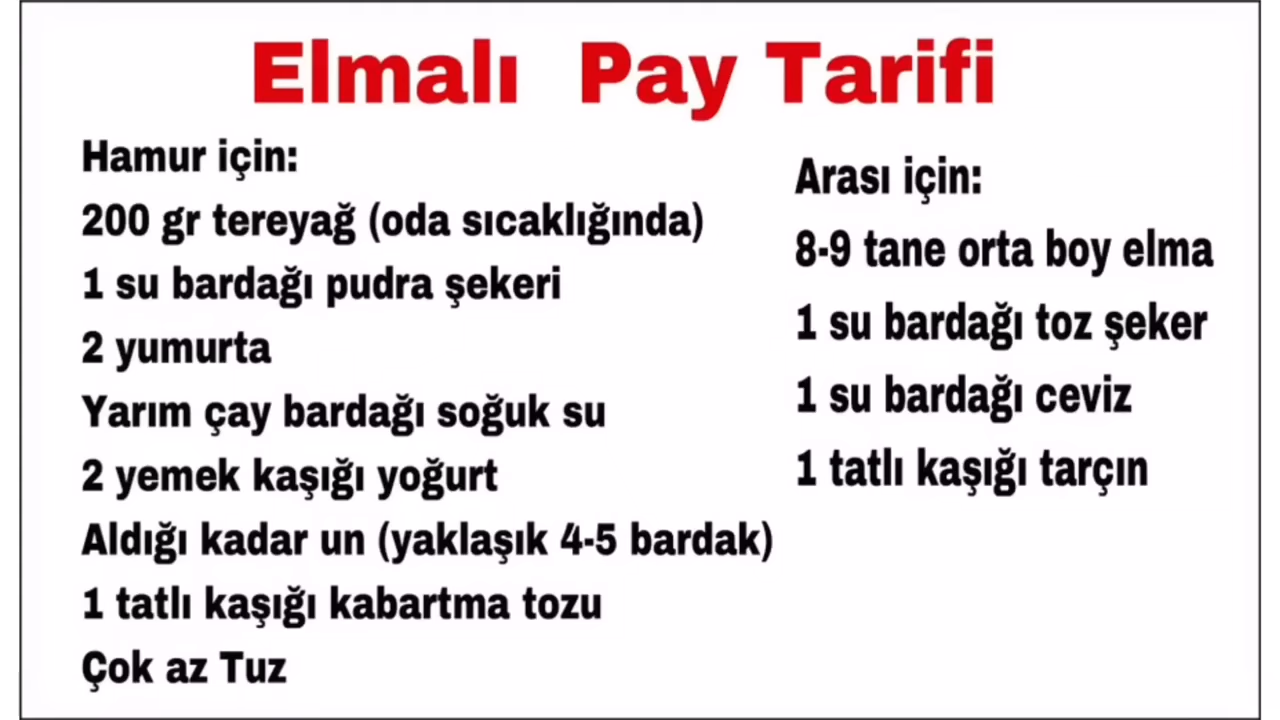 Elmalı Pay Tarifi
Hamur için:
200 gr tereyağ (oda sıcaklığında)
1 su bardağı pudra şekeri
2 yumurta
Yarım çay bardağı soğuk su
2 yemek kaşığı yoğurt
Aldığı kadar un (yaklaşık 4-5 bardak)
1 tatlı kaşığı kabartma tozu
Çok az Tuz
Arası için:
8-9 tane orta boy elma
1 su bardağı toz şeker
1 su bardağı ceviz
1 tatlı kaşığı tarçın